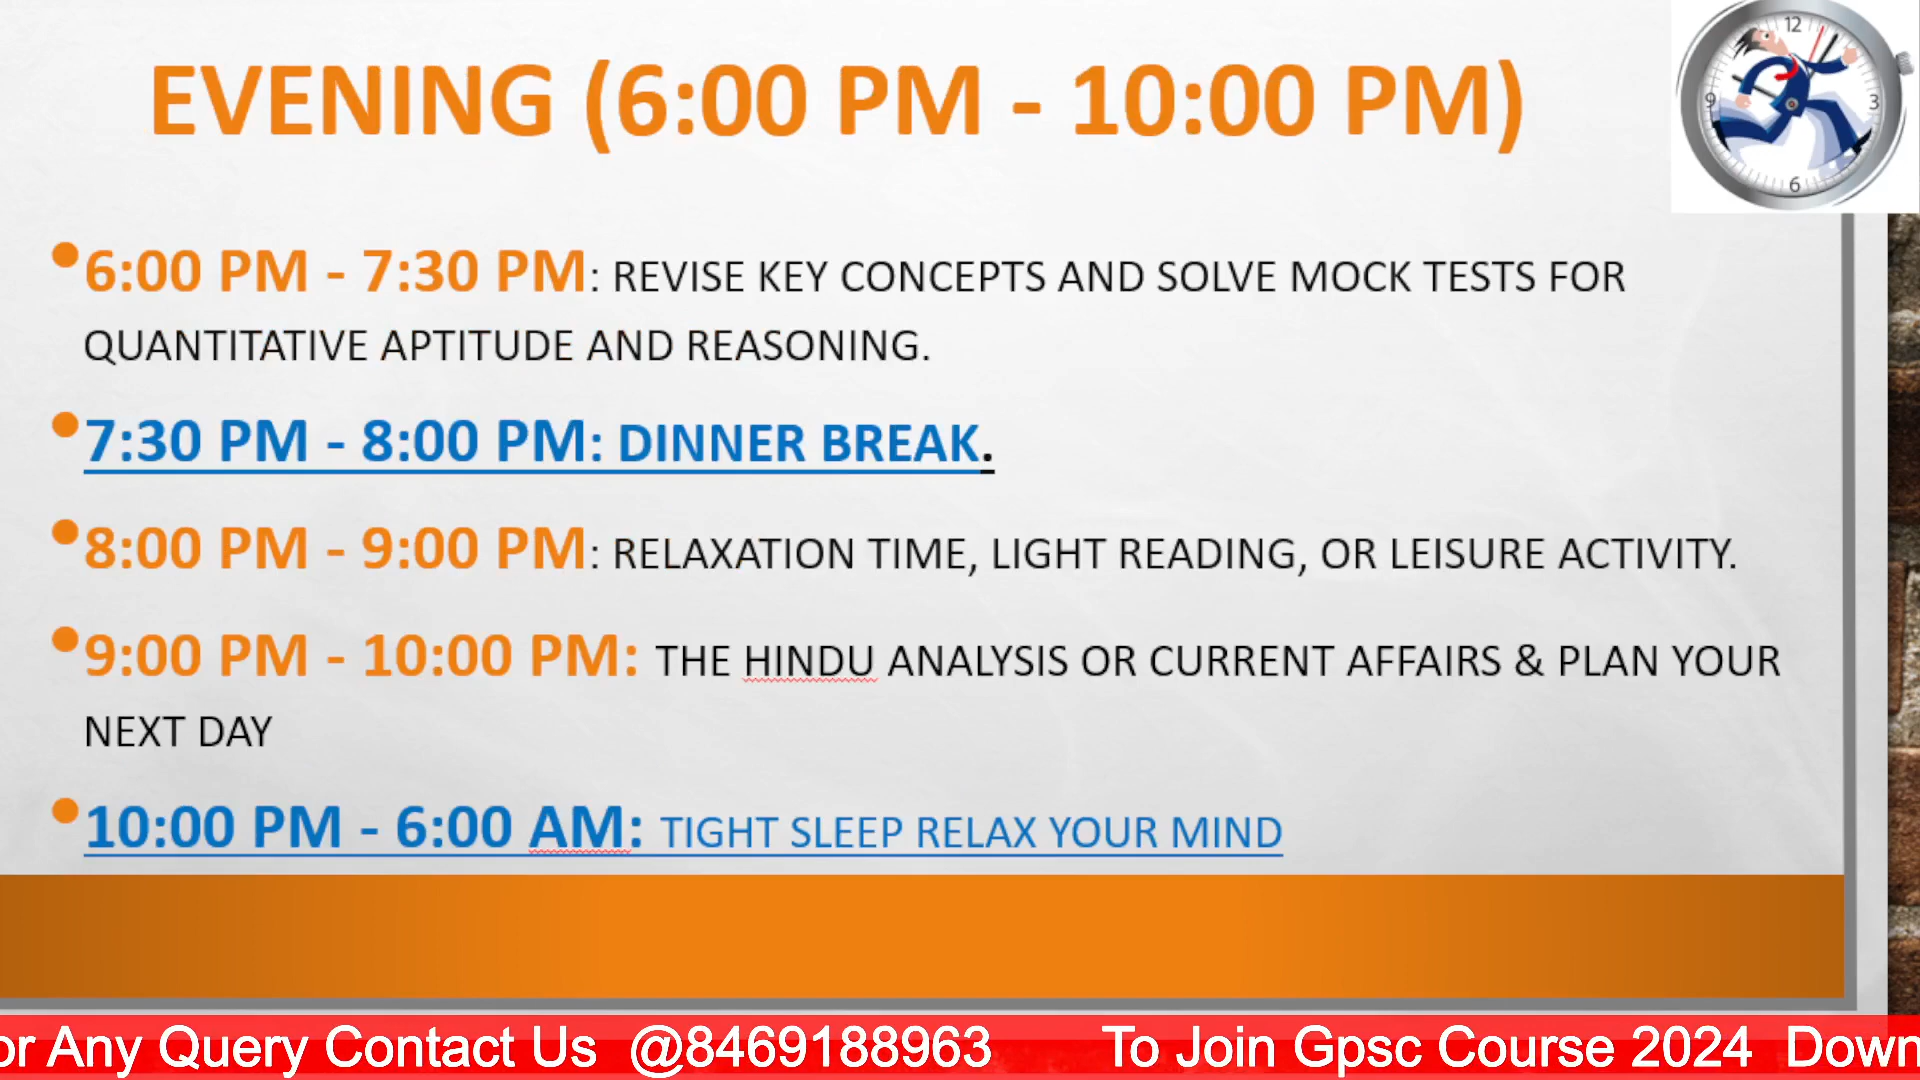 EVENING (6:00 PM - 10:00 PM)
12
3
6
9
•6:00 PM - 7:30 PM: REVISE KEY CONCEPTS AND SOLVE MOCK TESTS FOR
QUANTITATIVE APTITUDE AND REASONING.
•7:30 PM - 8:00 PM: DINNER BREAK.
•8:00 PM - 9:00 PM: RELAXATION TIME, LIGHT READING, OR LEISURE ACTIVITY.
•9:00 PM - 10:00 PM: THE HINDU ANALYSIS OR CURRENT AFFAIRS & PLAN YOUR
NEXT DAY
•10:00 PM - 6:00 AM: TIGHT SLEEP RELAX YOUR MIND
or Any Query Contact Us @8469188963 To Join Gpsc Course 2024 Down